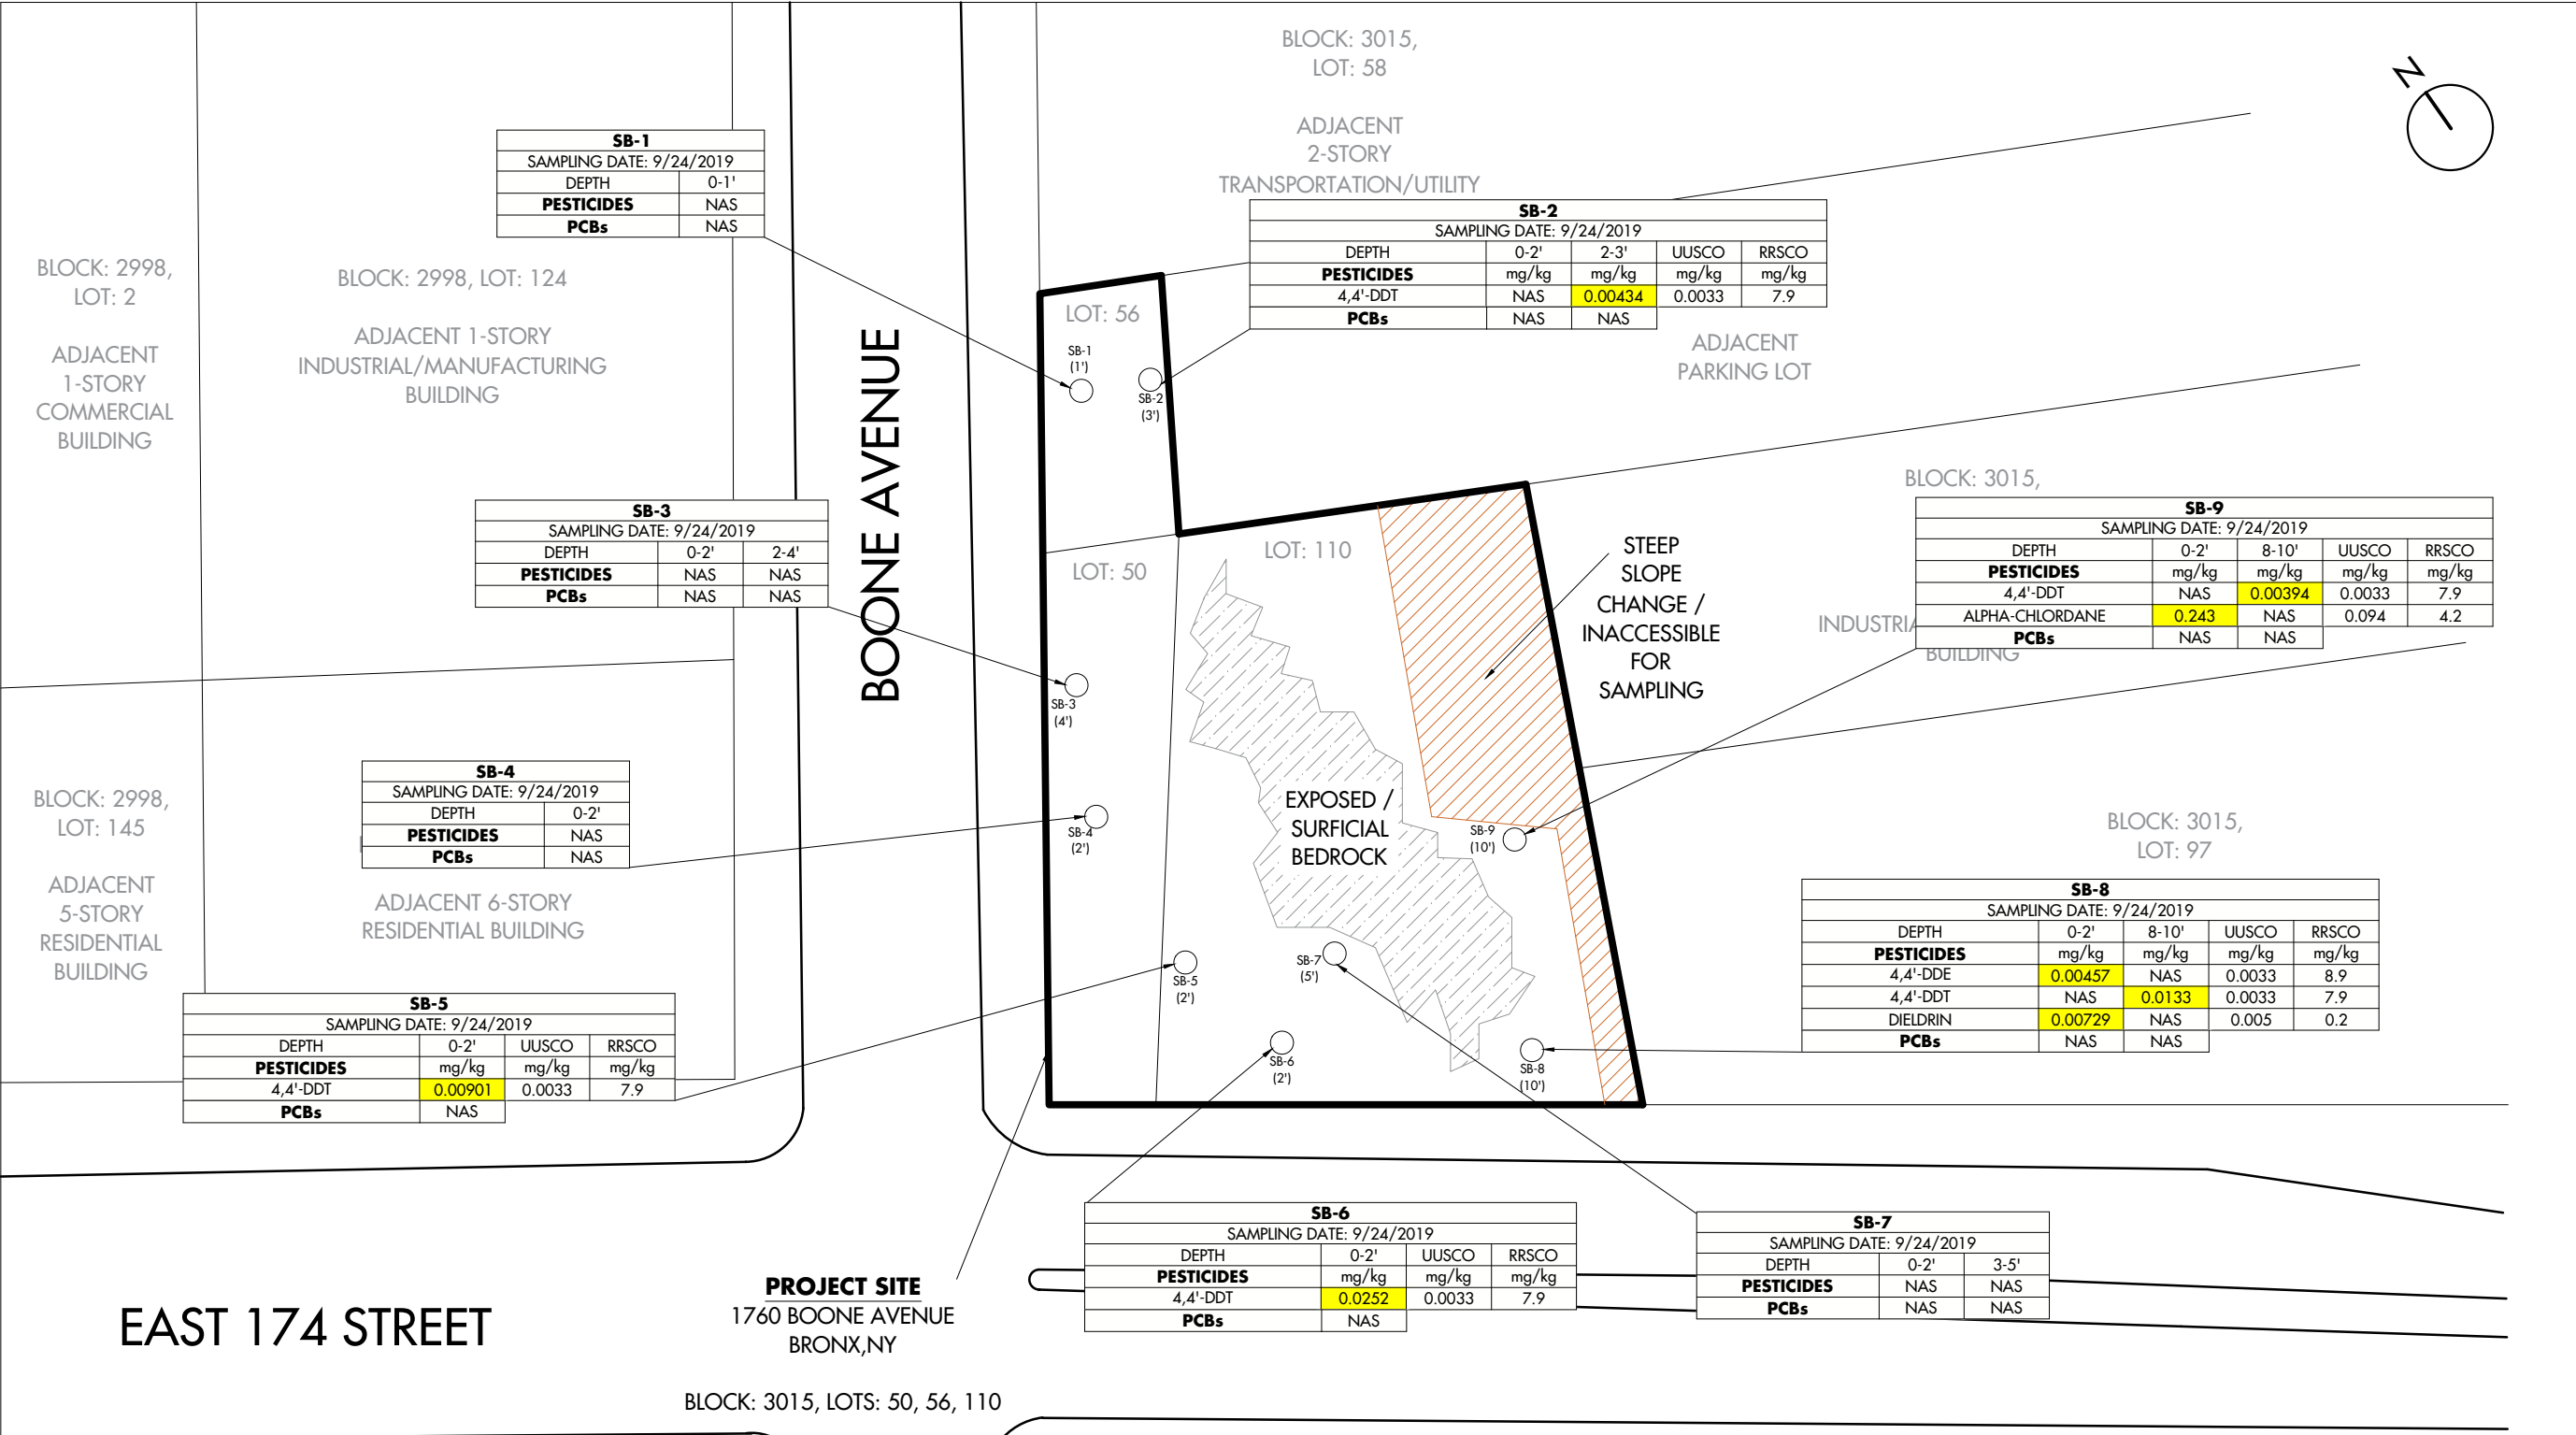 BLOCK: 3015,
LOT: 58
ADJACENT
2-STORY
TRANSPORTATION/UTILITY
N
SB-1
SAMPLING DATE: 9/24/2019
DEPTH 0-1'
PESTICIDES NAS
PCBs NAS
SB-2
SAMPLING DATE: 9/24/2019
DEPTH 0-2' 2-3' UUSCO RRSCO
PESTICIDES mg/kg mg/kg mg/kg mg/kg
4,4'-DDT NAS 0.00434 0.0033 7.9
PCBs NAS NAS
BLOCK: 2998,
LOT: 2
ADJACENT
1-STORY
COMMERCIAL
BUILDING
BLOCK: 2998, LOT: 124
ADJACENT 1-STORY
INDUSTRIAL/MANUFACTURING
BUILDING
BOONE AVENUE
LOT: 56
SB-1
(1')
SB-2
(3')
ADJACENT
PARKING LOT
SB-3
SAMPLING DATE: 9/24/2019
DEPTH 0-2' 2-4'
PESTICIDES NAS NAS
PCBs NAS NAS
LOT: 50
LOT: 110
STEEP
SLOPE
CHANGE /
INACCESSIBLE
FOR
SAMPLING
BLOCK: 3015,
INDUSTRIA
BUILDING
SB-9
SAMPLING DATE: 9/24/2019
DEPTH 0-2' 8-10' UUSCO RRSCO
PESTICIDES mg/kg mg/kg mg/kg mg/kg
4,4'-DDT NAS 0.00394 0.0033 7.9
ALPHA-CHLORDANE 0.243 NAS 0.094 4.2
PCBs NAS NAS
SB-3
(4')
SB-4
SAMPLING DATE: 9/24/2019
DEPTH 0-2'
PESTICIDES NAS
PCBs NAS
BLOCK: 2998,
LOT: 145
ADJACENT
5-STORY
RESIDENTIAL
BUILDING
ADJACENT 6-STORY
RESIDENTIAL BUILDING
SB-4
(2')
EXPOSED /
SURFICIAL
BEDROCK
SB-9
(10')
BLOCK: 3015,
LOT: 97
SB-8
SAMPLING DATE: 9/24/2019
DEPTH 0-2' 8-10' UUSCO RRSCO
PESTICIDES mg/kg mg/kg mg/kg mg/kg
4,4'-DDE 0.00457 NAS 0.0033 8.9
4,4'-DDT NAS 0.0133 0.0033 7.9
DIELDRIN 0.00729 NAS 0.005 0.2
PCBs NAS NAS
SB-5
SAMPLING DATE: 9/24/2019
DEPTH 0-2' UUSCO RRSCO
PESTICIDES mg/kg mg/kg mg/kg
4,4'-DDT 0.00901 0.0033 7.9
PCBs NAS
SB-5
(2')
SB-7
(5')
SB-6
(2')
SB-8
(10')
SB-6
SAMPLING DATE: 9/24/2019
DEPTH 0-2' UUSCO RRSCO
PESTICIDES mg/kg mg/kg mg/kg
4,4'-DDT 0.0252 0.0033 7.9
PCBs NAS
SB-7
SAMPLING DATE: 9/24/2019
DEPTH 0-2' 3-5'
PESTICIDES NAS NAS
PCBs NAS NAS
EAST 174 STREET
PROJECT SITE
1760 BOONE AVENUE
BRONX,NY
BLOCK: 3015, LOTS: 50, 56, 110